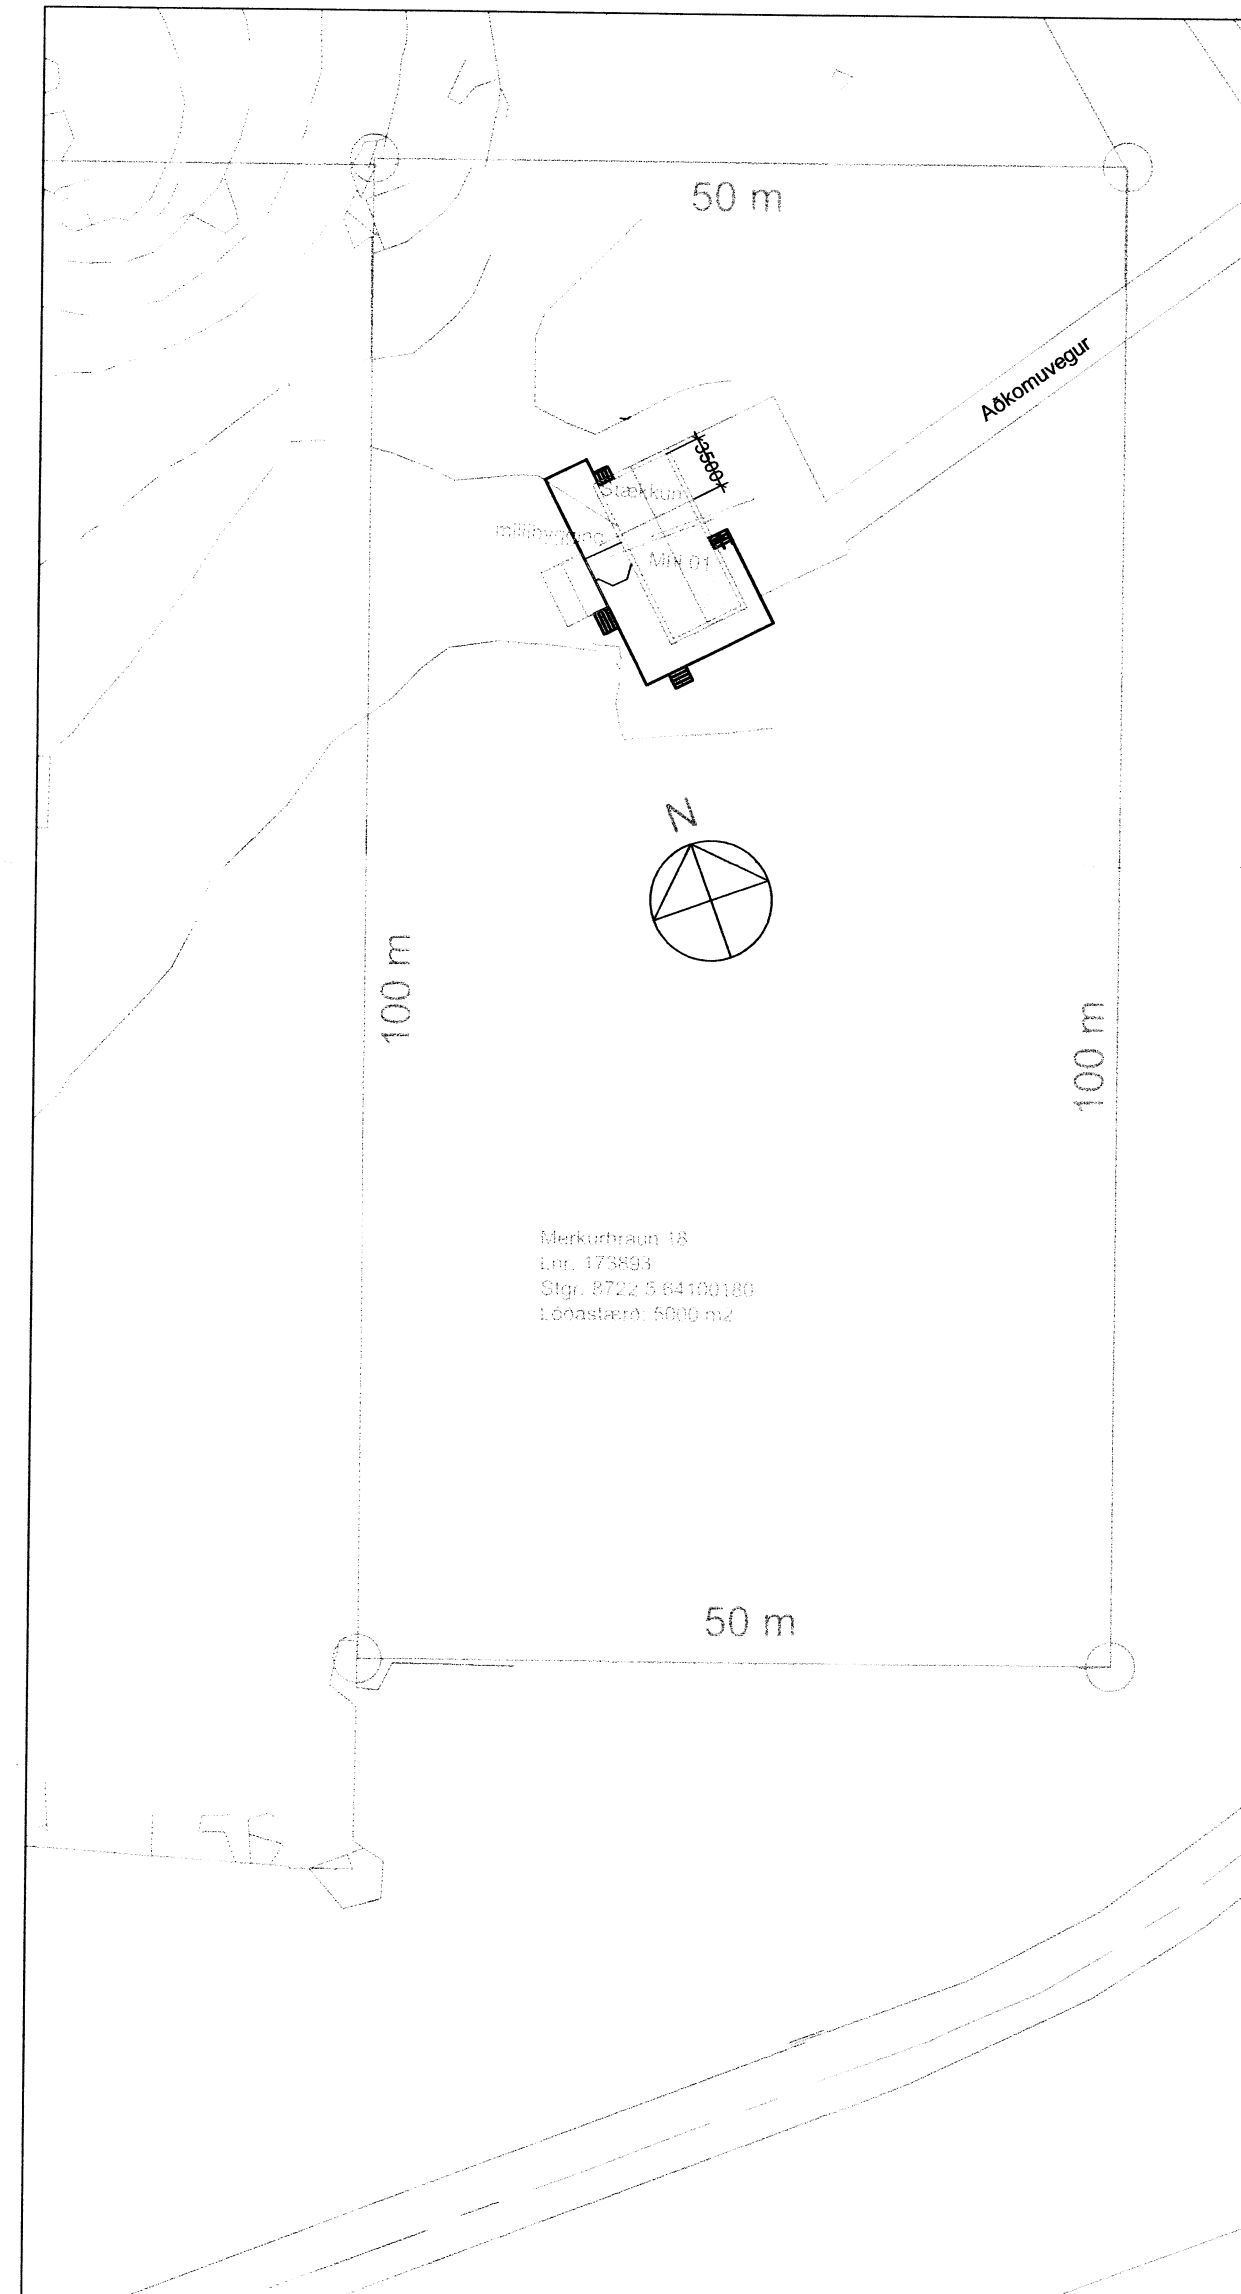 50 m
Aðkomuvegur
3500
Stækkun
millibygging
Mhl 01
N
100 m
100 m
Merkurhraun 18
Lnr. 173893
Stgr. 8722 5 64100180
Lóðastærð: 5000 m2
50 m